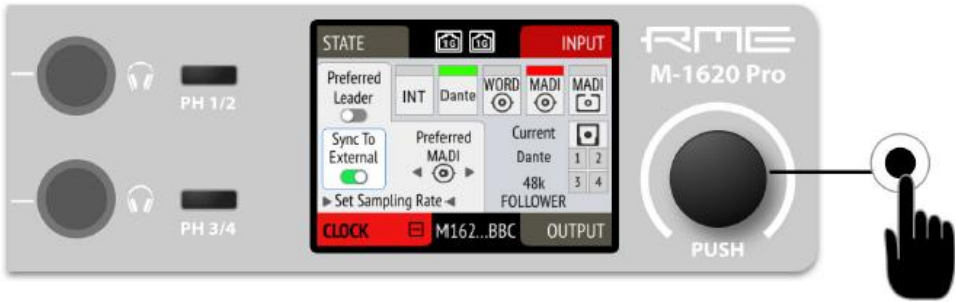 STATE
1G 1G
INPUT
RME
M-1620 Pro
Preferred
Leader
INT
Dante
WORD
MADI
MADI
PH 1/2
Sync To
External
Preferred
MADI
Current
Dante
1 2
48k
3 4
FOLLOWER
▶ Set Sampling Rate ◀
PH 3/4
CLOCK
M162...BBC
OUTPUT
PUSH